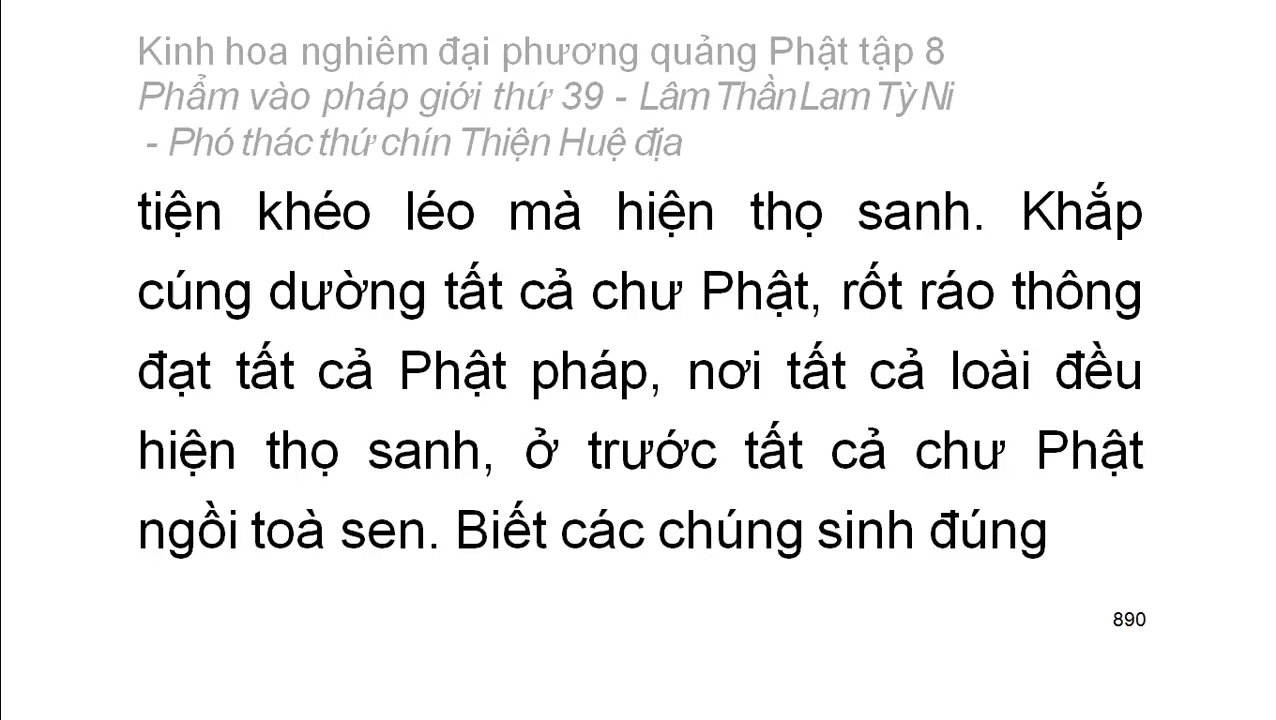 Kinh hoa nghiêm đại phương quảng Phật tập 8
Phẩm vào pháp giới thứ 39 - Lâm Thần Lam Tỳ Ni
- Phó thác thứ chín Thiện Huệ địa
tiện khéo léo mà hiện thọ sanh. Khắp
cúng dường tất cả chư Phật, rốt ráo thông
đạt tất cả Phật pháp, nơi tất cả loài đều
hiện thọ sanh, ở trước tất cả chư Phật
ngồi toà sen. Biết các chúng sinh đúng
890